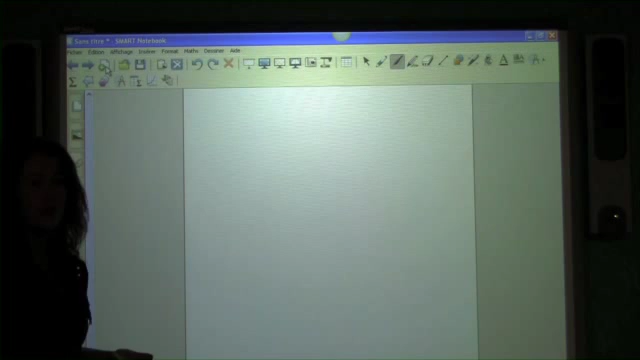 Sans titre * - SMART Notebook
Fichier Edition Affichage Insérer Format Maths Dessiner Aide